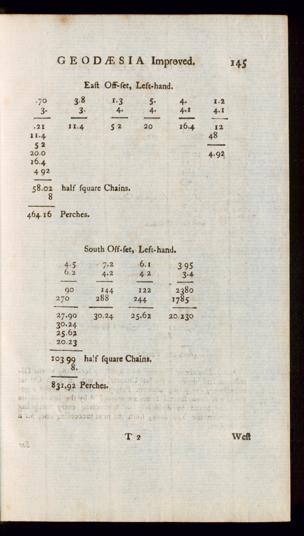 GEODÆSIA Improved. 145
East Off-set, Left-hand.
.70 3.8 1.3 5. 4. 1.2
3. 3. 4. 4. 4.1 4.1
.21 11.4 5 2 20 16.4 12
11.4 48
5 2 4.92
20.0
16.4
4 92
58.02 half square Chains.
8
464.16 Perches.
South Off-set, Left-hand.
4.5 7.2 6.1 3 95
6.2 4.2 4 2 3.4
90 144 122 2380
270 288 244 1785
27.90 30.24 25.62 20.230
30.24
25.62
20.23
103 99 half square Chains.
8.
831.92 Perches.
T 2 West